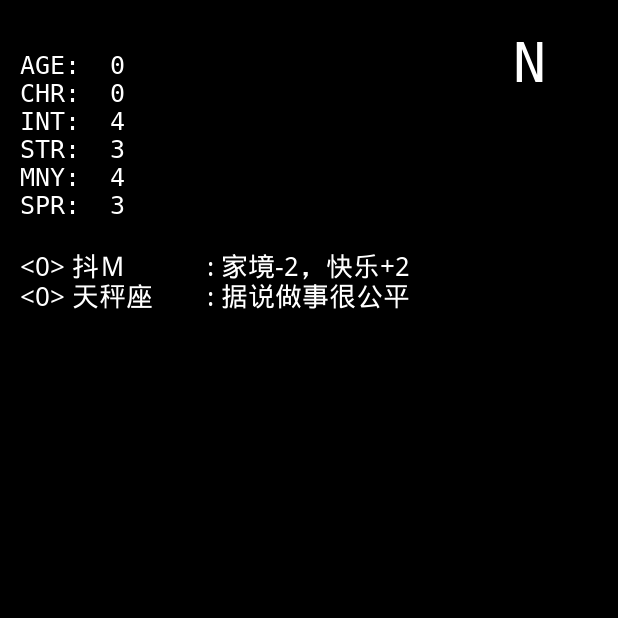 N
AGE: 0
CHR: 0
INT: 4
STR: 3
MNY: 4
SPR: 3
<0> 抖M : 家境-2，快乐+2
<0> 天秤座 : 据说做事很公平